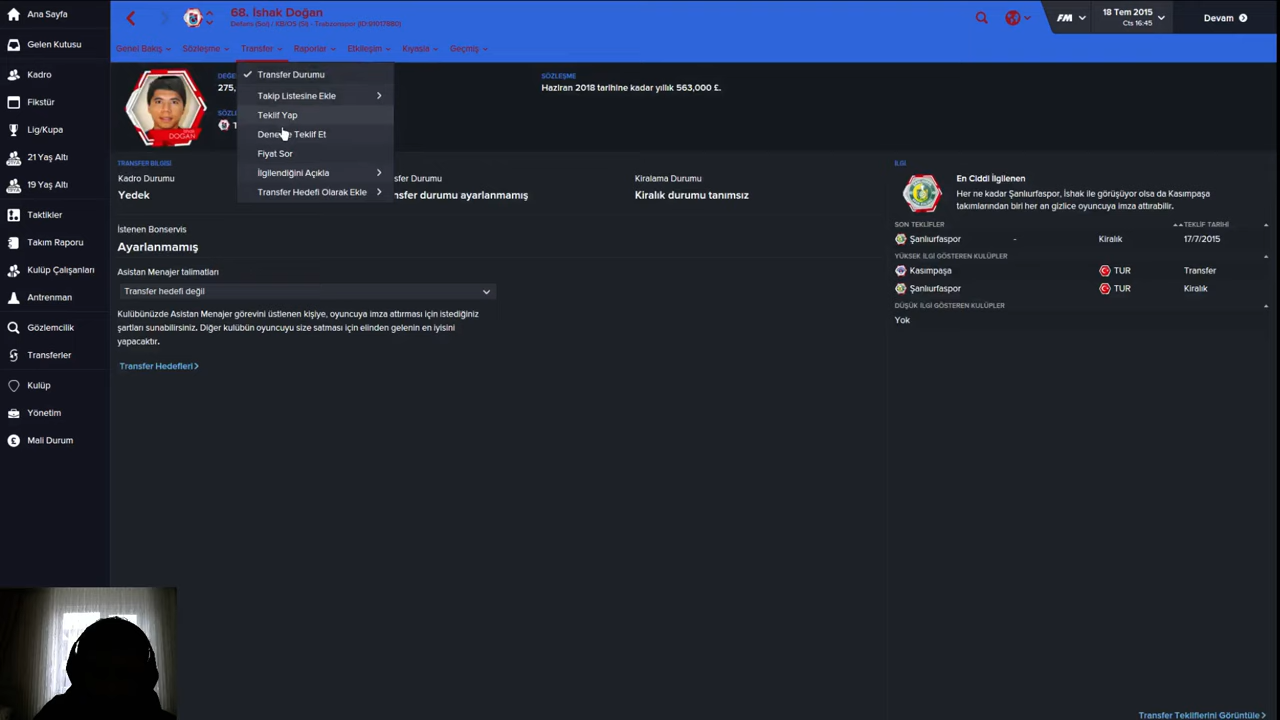 Ana Sayfa
Gelen Kutusu
Kadro
Fikstür
Lig/Kupa
21 Yaş Altı
19 Yaş Altı
Taktikler
Takım Raporu
Kulüp Çalışanları
Antrenman
Gözlemcilik
Transferler
Kulüp
Yönetim
Mali Durum
68. İshak Doğan
FM
18 Tem 2015
Cts 16:45
Devam
Genel Bakış
Sözleşme
Transfer
Raporlar
Etkileşim
Kıyasla
Geçmiş
Transfer Durumu
Takip Listesine Ekle
Teklif Yap
Teklif Et
Fiyat Sor
İlgilendiğini Açıkla
Transfer Hedefi Olarak Ekle
İSHAK
DOĞAN
275,
SÖZLEŞME
Haziran 2018 tarihine kadar yıllık 563,000 £.
TRANSFER BİLGİSİ
Kadro Durumu
Yedek
sfer Durumu
nsfer durumu ayarlanmamış
Kiralama Durumu
Kiralık durumu tanımsız
İstenen Bonservis
Ayarlanmamış
Asistan Menajer talimatları
Transfer hedefi değil
Kulübünüzde Asistan Menajer görevini üstlenen kişiye, oyuncuya imza attırması için istediğiniz
şartları sunabilirsiniz. Diğer kulübün oyuncuyu size satması için elinden gelenin en iyisini
yapacaktır.
Transfer Hedefleri
İLGİ
En Ciddi İlgilenen
Her ne kadar Şanlıurfaspor, İshak ile görüşüyor olsa da Kasımpaşa
takımlarından biri her an gizlice oyuncuya imza attırabilir.
SON TEKLİFLER
TEKLİF TARİHİ
Şanlıurfaspor - Kiralık 17/7/2015
YÜKSEK İLGİ GÖSTEREN KULÜPLER
Kasımpaşa TUR Transfer
Şanlıurfaspor TUR Kiralık
DÜŞÜK İLGİ GÖSTEREN KULÜPLER
Yok
Transfer Tekliflerini Görüntüle